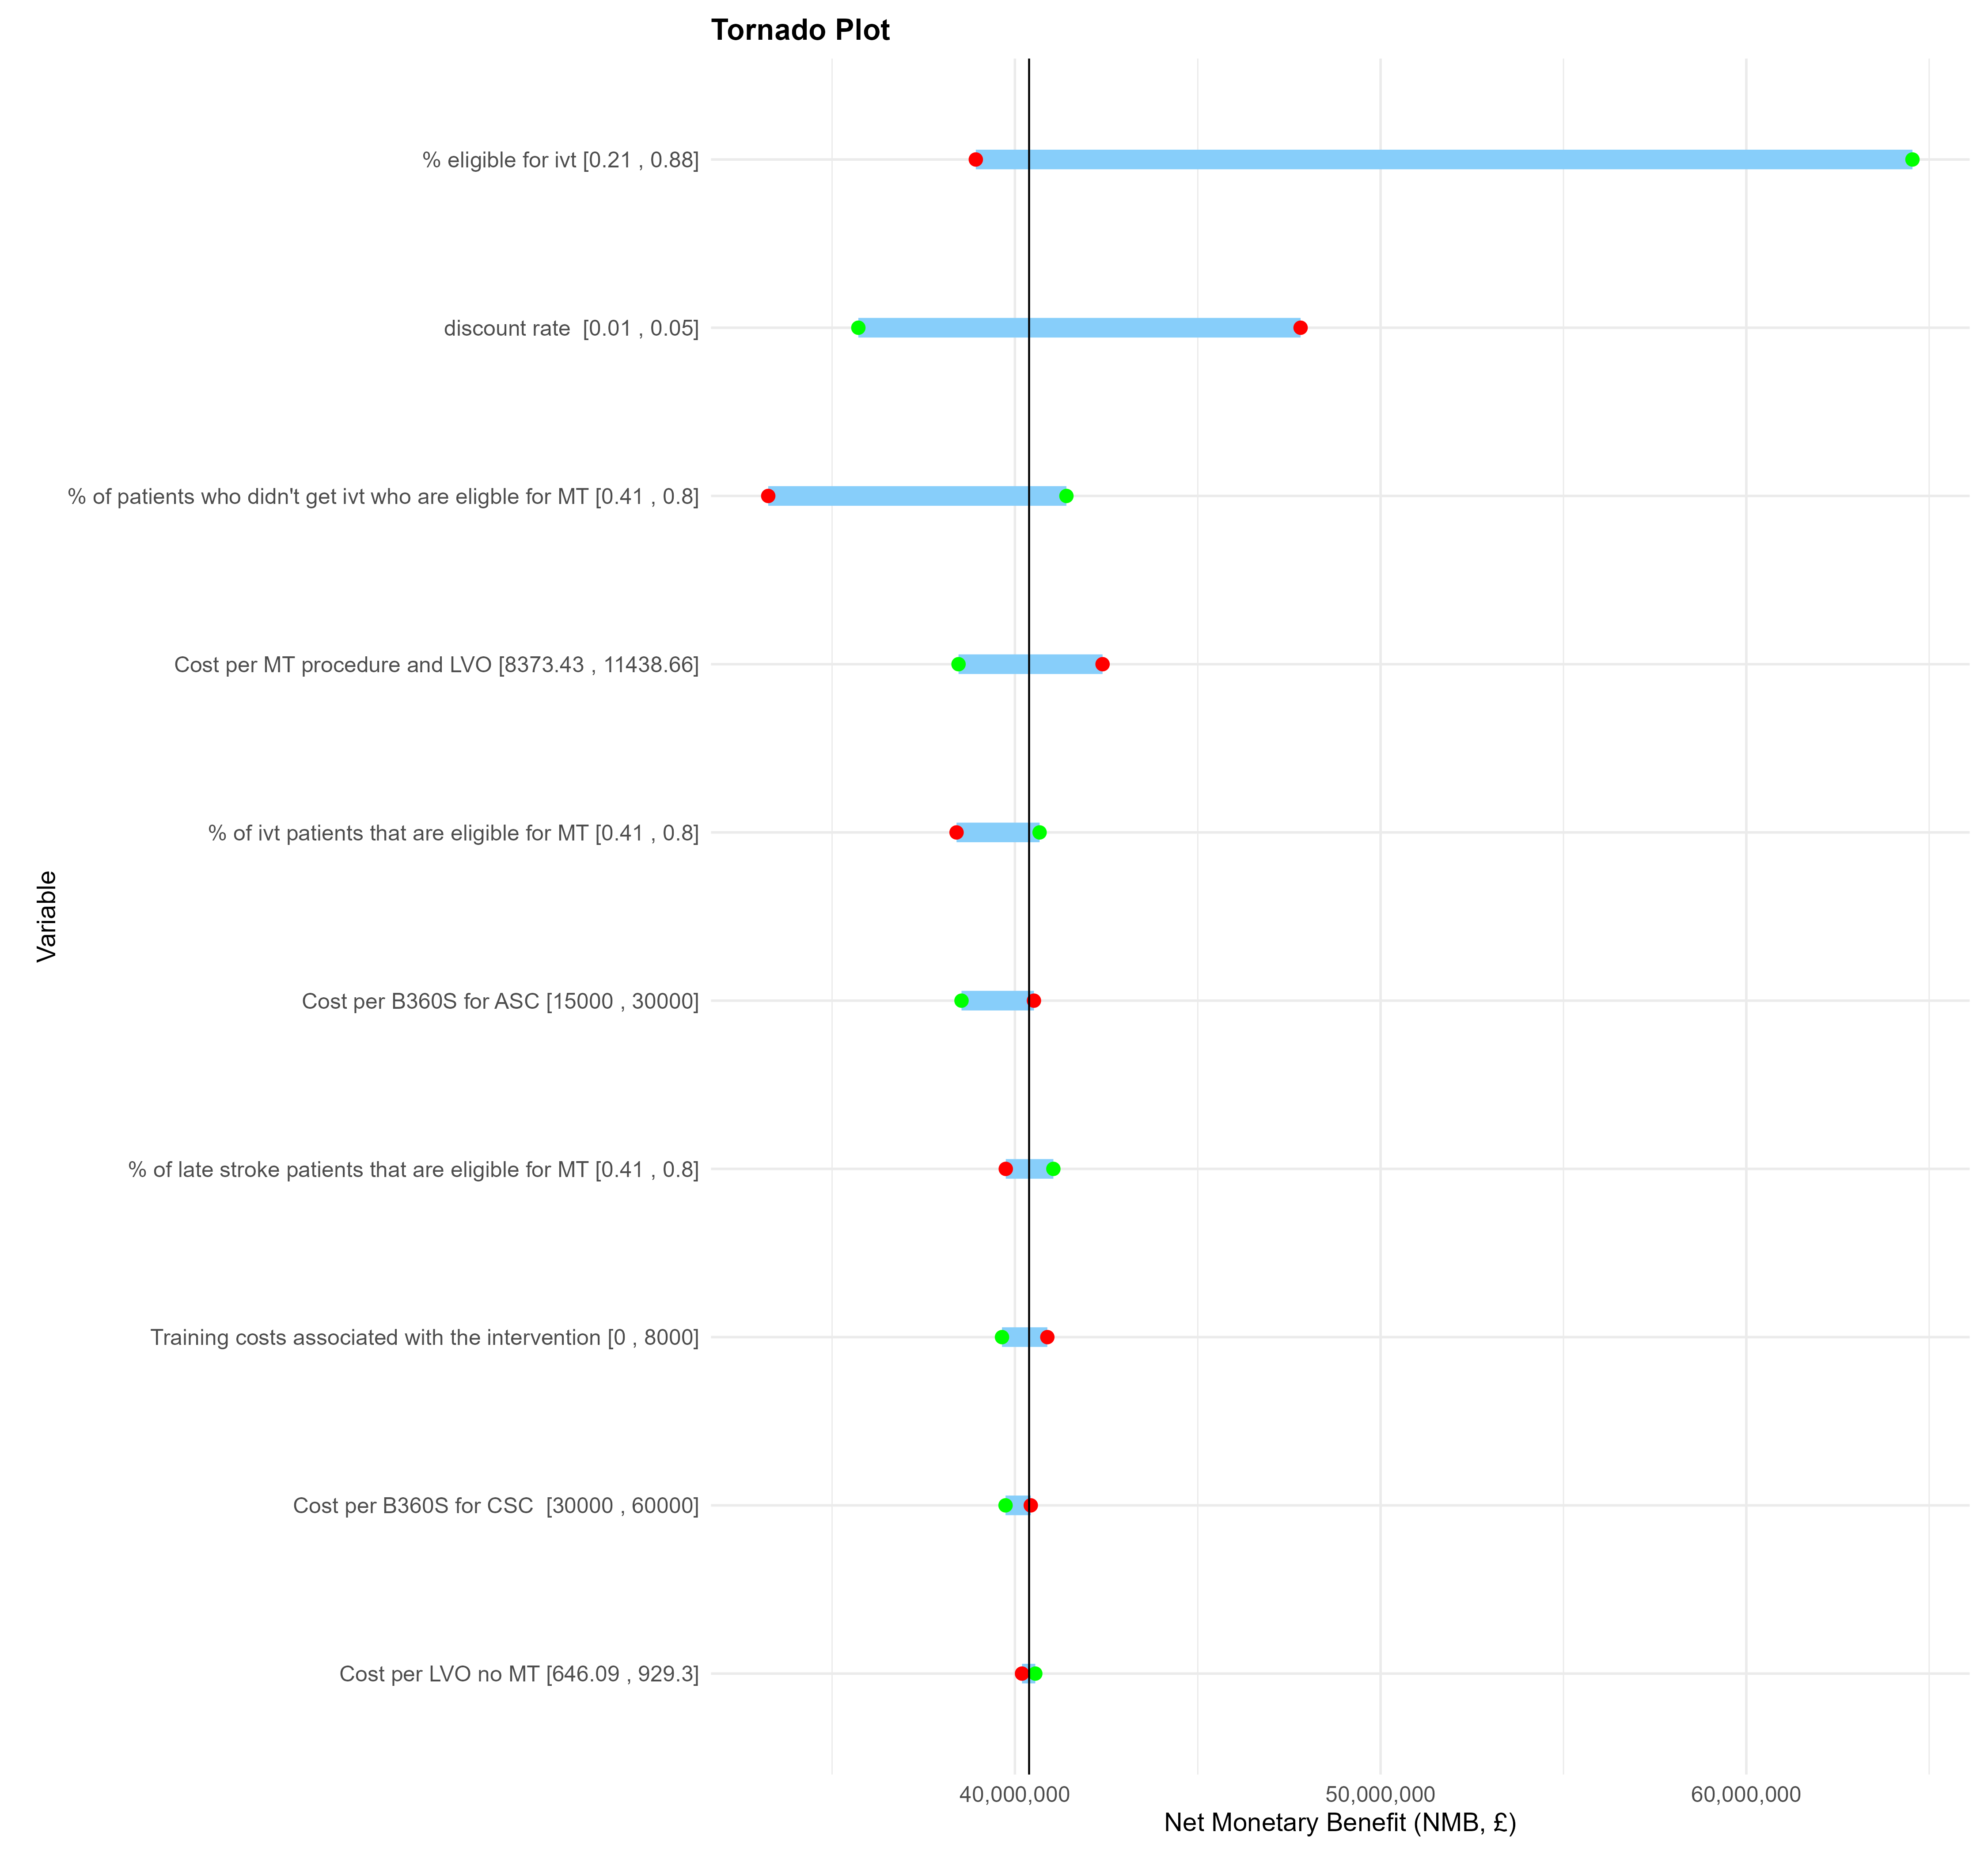 Tornado Plot
% eligible for ivt [0.21 , 0.88]
discount rate  [0.01 , 0.05]
% of patients who didn't get ivt who are eligble for MT [0.41 , 0.8]
Cost per MT procedure and LVO [8373.43 , 11438.66]
% of ivt patients that are eligible for MT [0.41 , 0.8]
Variable
Cost per B360S for ASC [15000 , 30000]
% of late stroke patients that are eligible for MT [0.41 , 0.8]
Training costs associated with the intervention [0 , 8000]
Cost per B360S for CSC  [30000 , 60000]
Cost per LVO no MT [646.09 , 929.3]
40,000,000 50,000,000 60,000,000
Net Monetary Benefit (NMB, £)